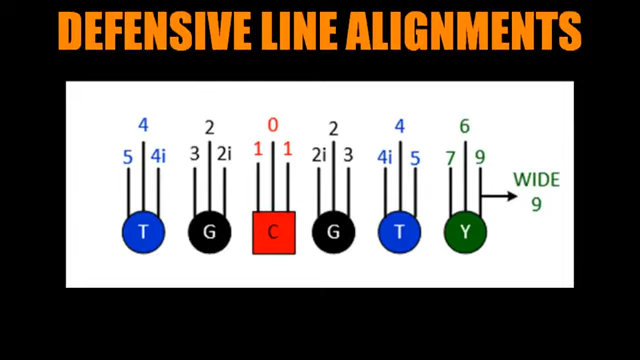 DEFENSIVE LINE ALIGNMENTS
4 2 0 2 4 6
5 4i 3 2i 1 1 2i 3 4i 5 7 9
WIDE
9
T G C G T Y